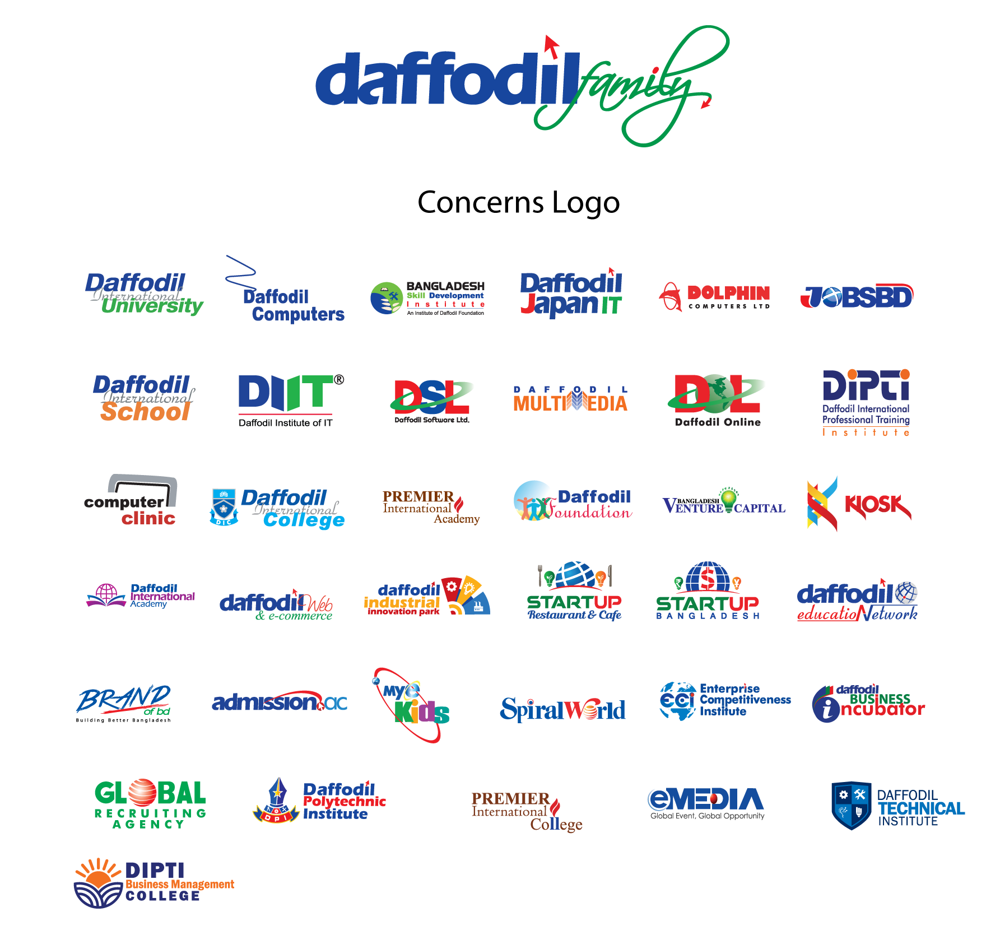 daffodil family
Concerns Logo
Daffodil
International
University
Daffodil
Computers
BANGLADESH
Skill Development
Institute
An Institute of Daffodil Foundation
Daffodil
Japan IT
DOLPHIN
COMPUTERS LTD
JOBSBD
Daffodil
International
School
DIIT®
Daffodil Institute of IT
DSL
Daffodil Software Ltd.
DAFFODIL
MULTIMEDIA
DOL
Daffodil Online
DiPTi
Daffodil International
Professional Training
Institute
computer
clinic
DIC
Daffodil
International
College
PREMIER
International
Academy
Daffodil
Foundation
BANGLADESH
VENTURE CAPITAL
KIOSK
Daffodil
International
Academy
daffodil Web
& e-commerce
daffodil
industrial
innovation park
STARTUP
Restaurant & Cafe
$
₹ ¥
STARTUP
BANGLADESH
daffodil
educatioNetwork
BRAND
of bd
Building Better Bangladesh
admission.ac
My e
Kids
SpiralWorld
eCi
Enterprise
Competitiveness
Institute
daffodil
BUSINESS
incubator
GLOBAL
RECRUITING
AGENCY
DPI
Daffodil
Polytechnic
Institute
PREMIER
International
College
eMEDIA
Global Event, Global Opportunity
DAFFODIL
TECHNICAL
INSTITUTE
DIPTI
Business Management
COLLEGE